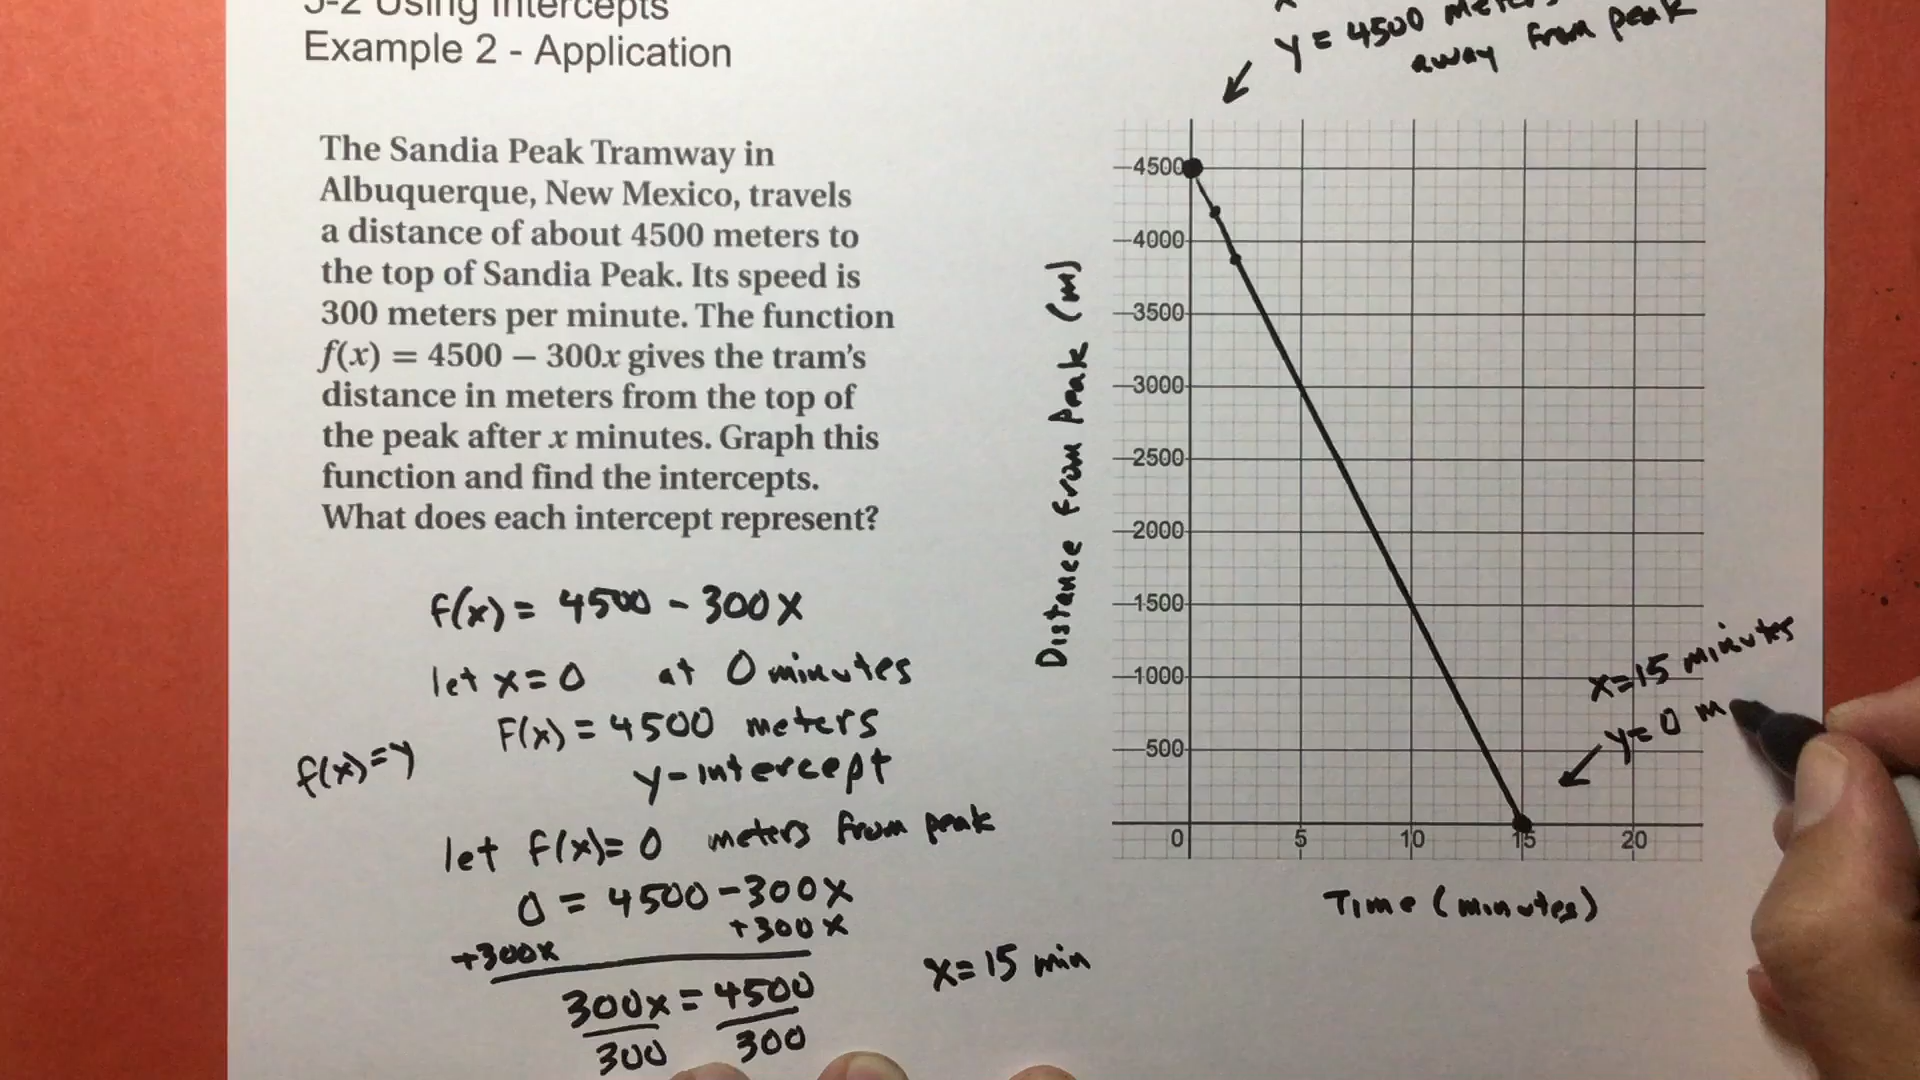 5-2 Using Intercepts
Example 2 - Application
The Sandia Peak Tramway in
Albuquerque, New Mexico, travels
a distance of about 4500 meters to
the top of Sandia Peak. Its speed is
300 meters per minute. The function
f(x) = 4500 – 300x gives the tram's
distance in meters from the top of
the peak after x minutes. Graph this
function and find the intercepts.
What does each intercept represent?
f(x) = 4500 - 300x
let x = 0 at 0 minutes
F(x) = 4500 meters
y-intercept
f(x)=y
let f(x)= 0 meters from peak
0 = 4500 - 300x
+300x
+300x
300x = 4500
300 300
x = 15 min
y = 4500 meters
away from peak
Distance from Peak (m)
4500
4000
3500
3000
2500
2000
1500
1000
500
0 5 10 15 20
Time (minutes)
x=15 minutes
y=0 m